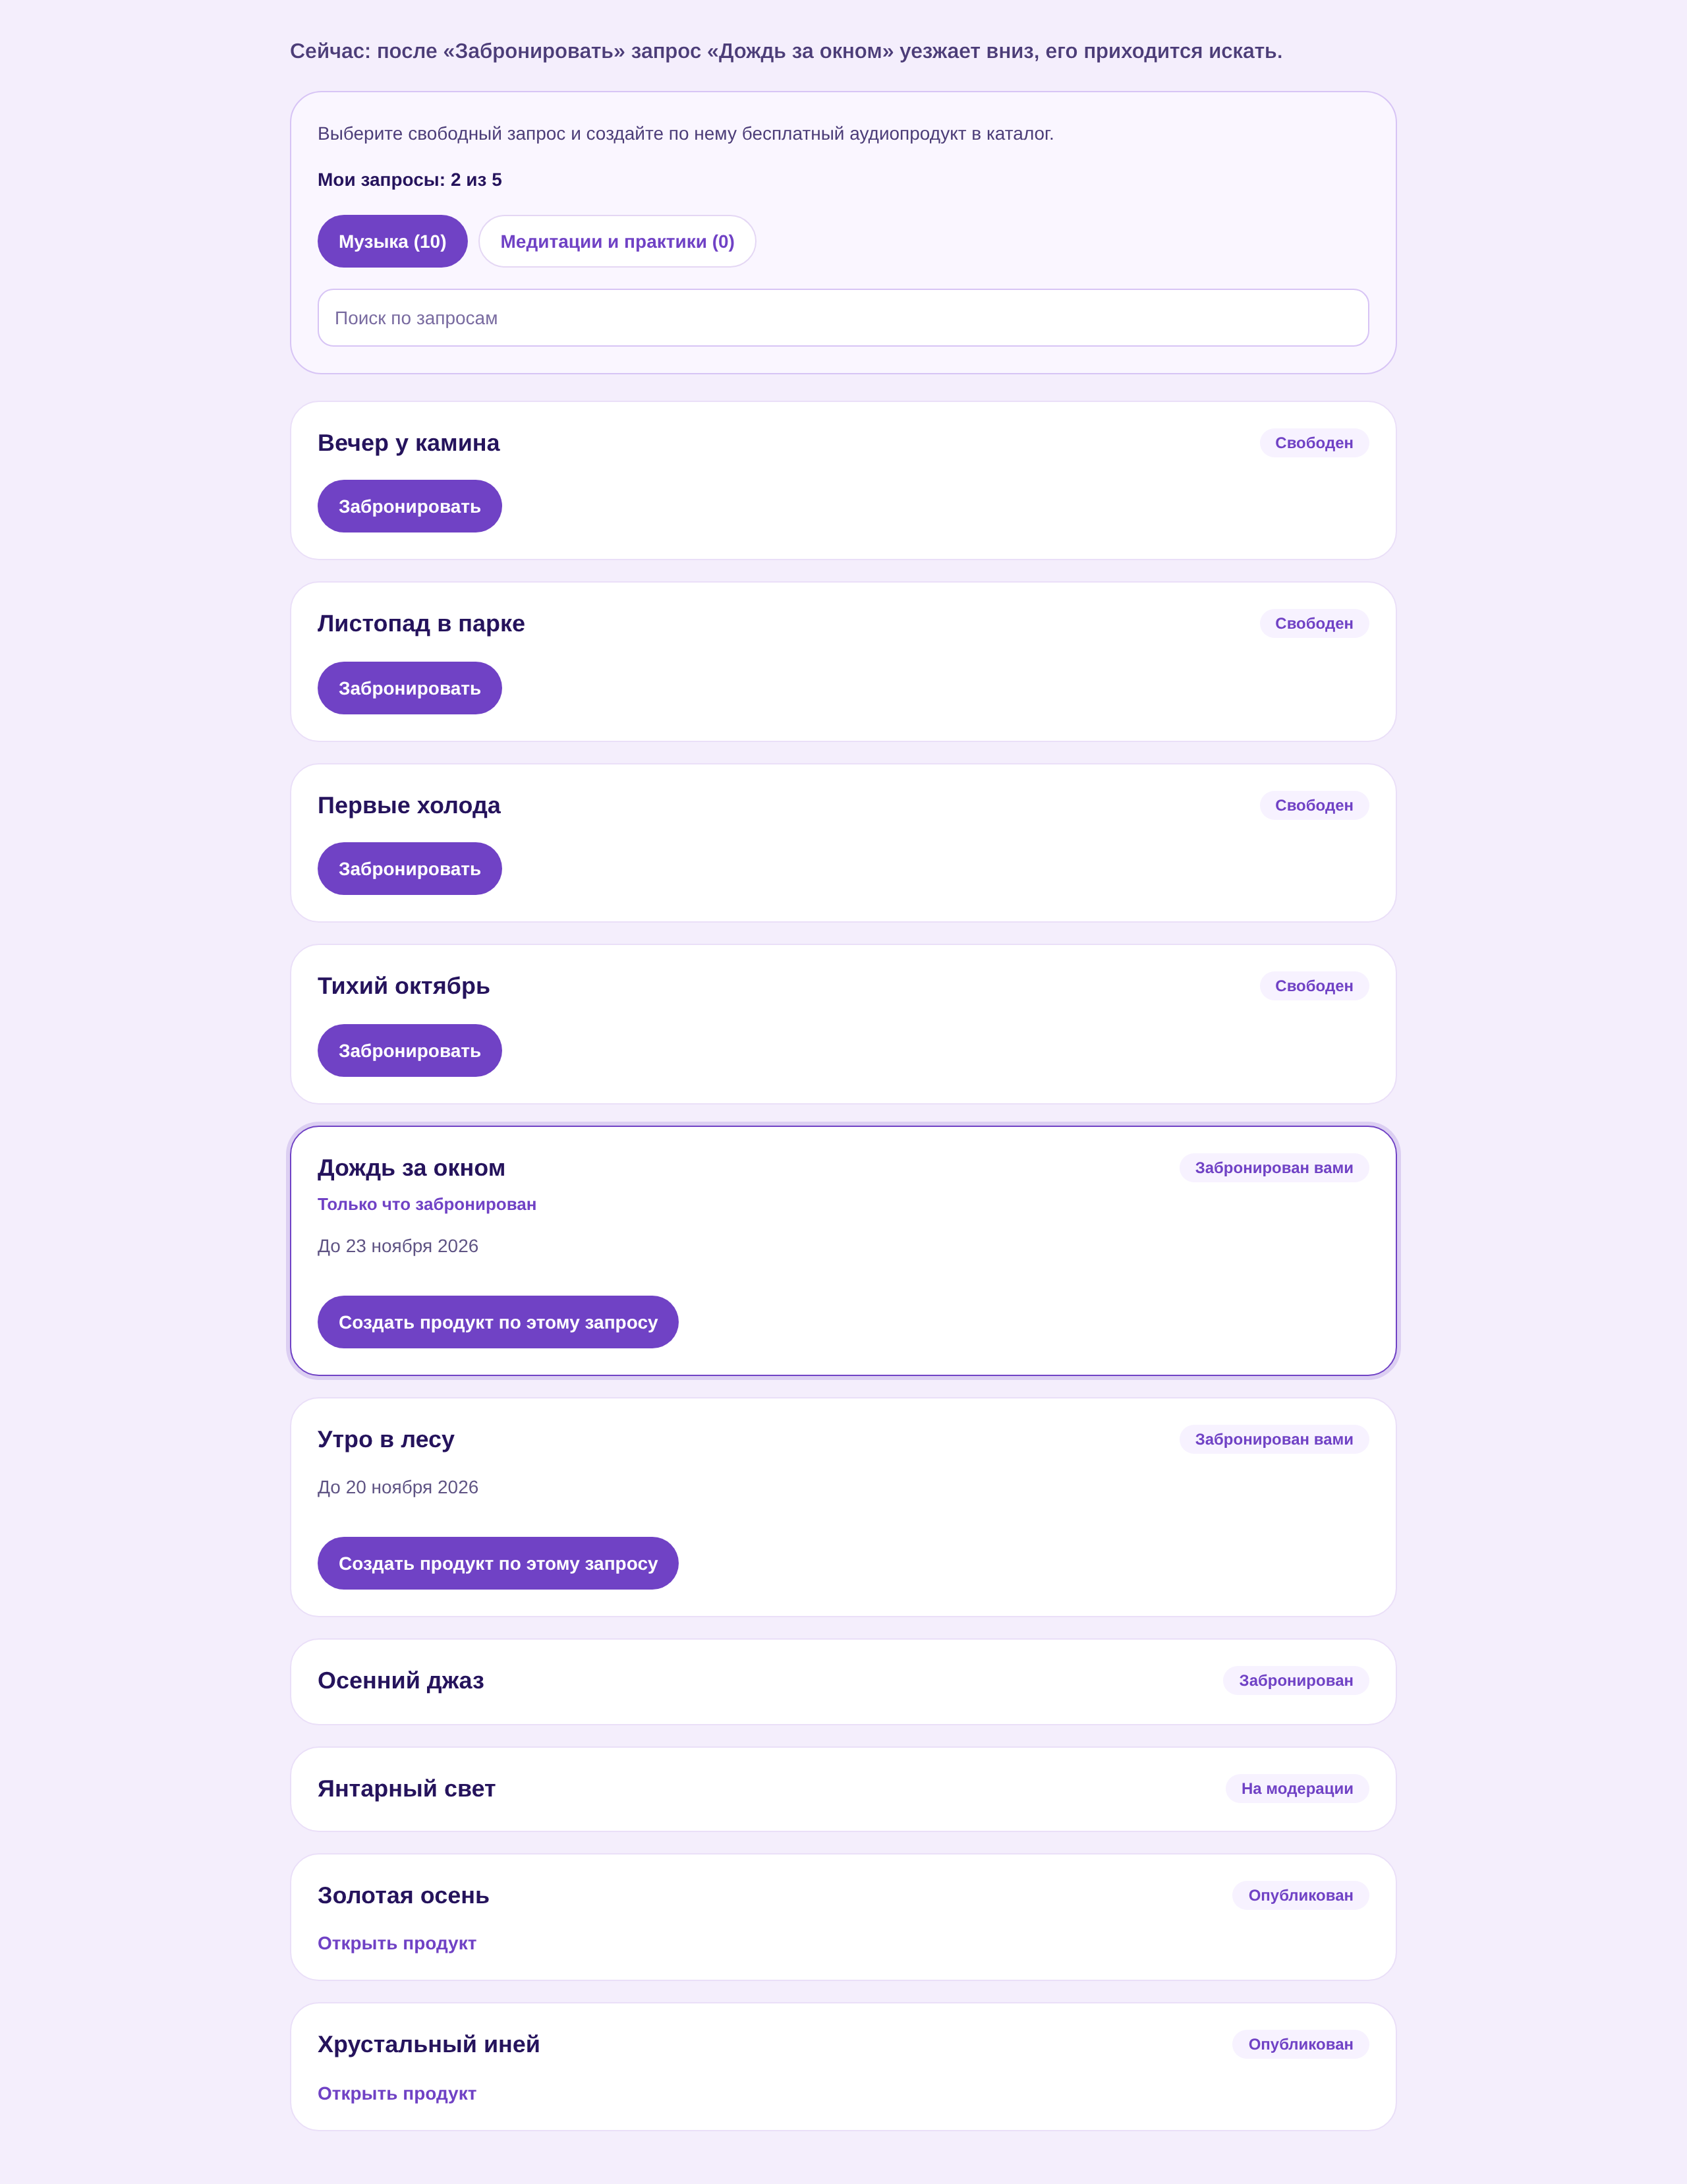 Сейчас: после «Забронировать» запрос «Дождь за окном» уезжает вниз, его приходится искать.
Выберите свободный запрос и создайте по нему бесплатный аудиопродукт в каталог.
Мои запросы: 2 из 5
Музыка (10)
Медитации и практики (0)
Поиск по запросам
Вечер у камина
Свободен
Забронировать
Листопад в парке
Свободен
Забронировать
Первые холода
Свободен
Забронировать
Тихий октябрь
Свободен
Забронировать
Дождь за окном
Забронирован вами
Только что забронирован
До 23 ноября 2026
Создать продукт по этому запросу
Утро в лесу
Забронирован вами
До 20 ноября 2026
Создать продукт по этому запросу
Осенний джаз
Забронирован
Янтарный свет
На модерации
Золотая осень
Опубликован
Открыть продукт
Хрустальный иней
Опубликован
Открыть продукт